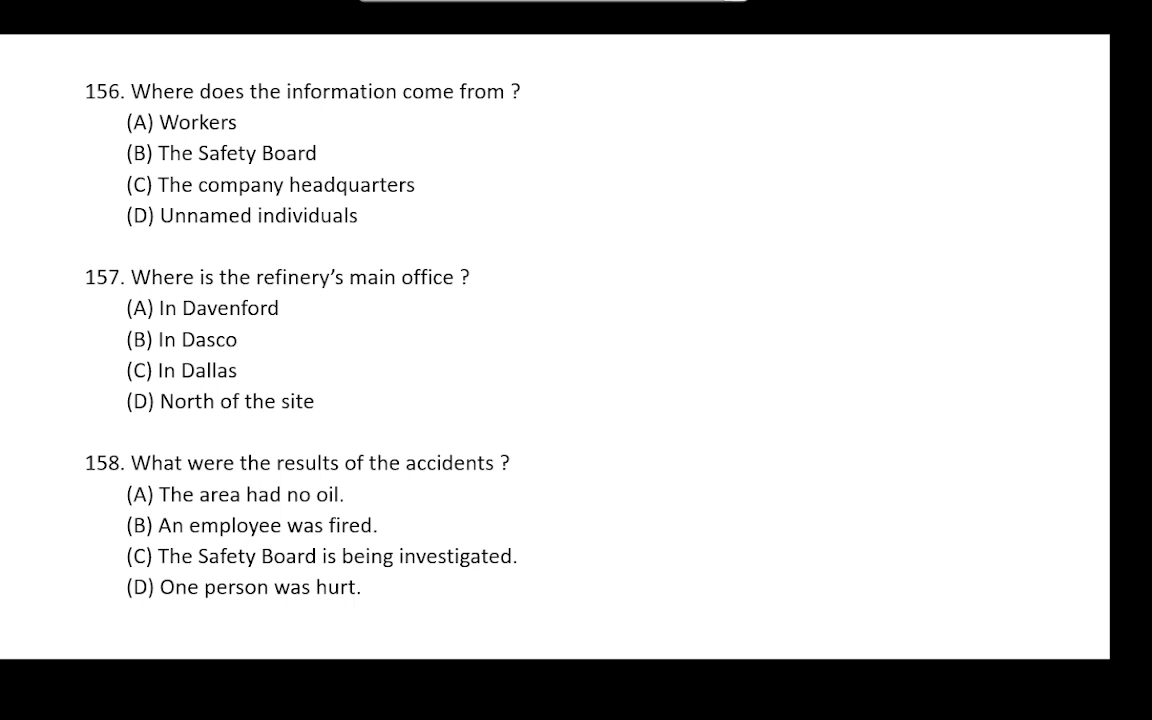 156. Where does the information come from ?
(A) Workers
(B) The Safety Board
(C) The company headquarters
(D) Unnamed individuals
157. Where is the refinery’s main office ?
(A) In Davenford
(B) In Dasco
(C) In Dallas
(D) North of the site
158. What were the results of the accidents ?
(A) The area had no oil.
(B) An employee was fired.
(C) The Safety Board is being investigated.
(D) One person was hurt.